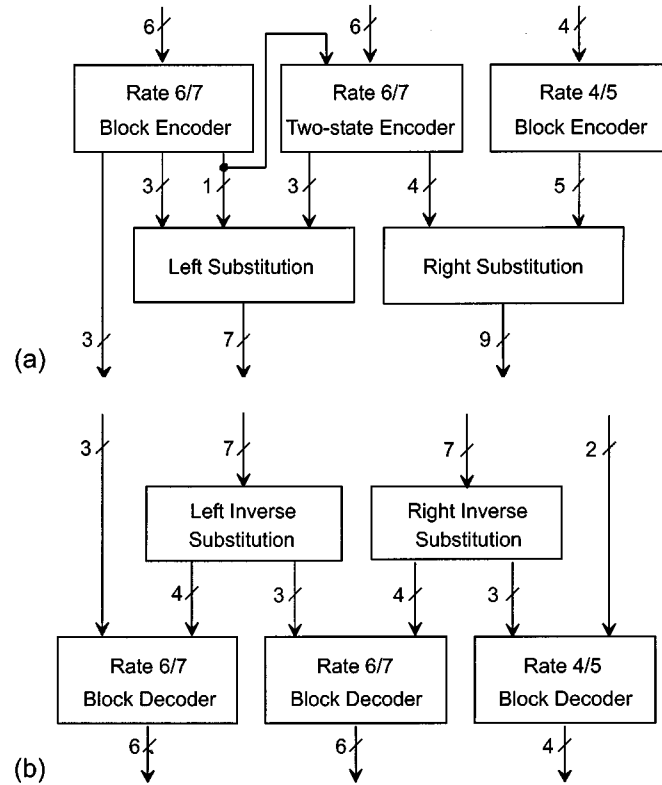 6 6 4
Rate 6/7 Rate 6/7 Rate 4/5
Block Encoder Two-state Encoder Block Encoder
3 1 3 4 5
Left Substitution Right Substitution
3 7 9
(a)
3 7 7 2
Left Inverse Right Inverse
Substitution Substitution
4 3 4 3
Rate 6/7 Rate 6/7 Rate 4/5
Block Decoder Block Decoder Block Decoder
6 6 4
(b)